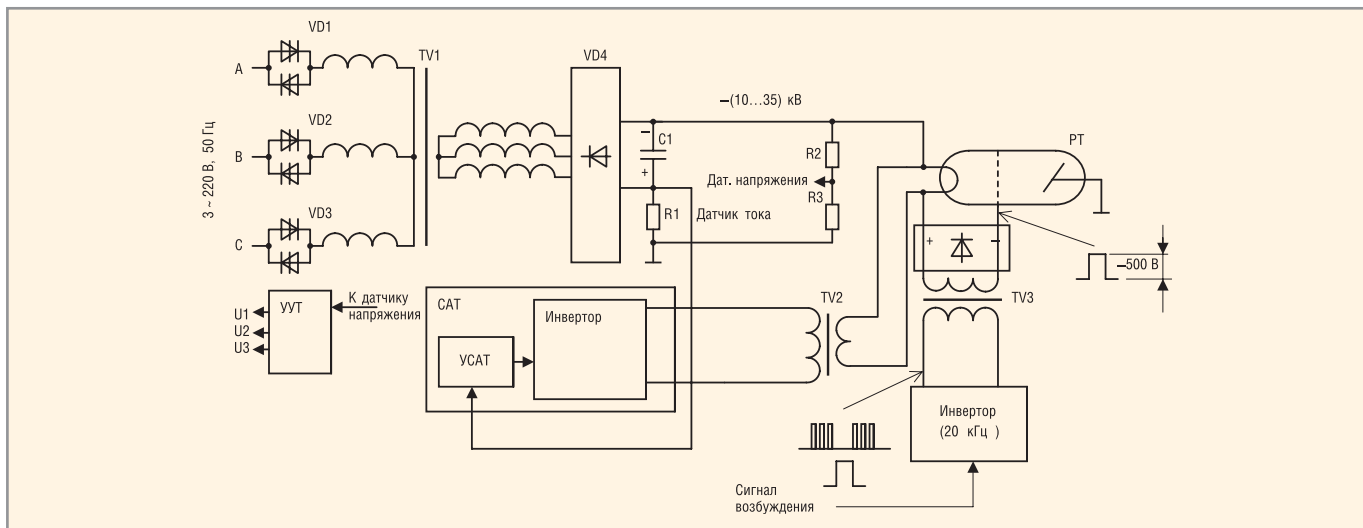 VD1
A
TV1
VD4
3 ~ 220 В, 50 Гц
VD2
B
VD3
C
–(10...35) кВ
C1
–
+
R2
Дат. напряжения
R3
R1
Датчик тока
РТ
+
–
–500 В
TV3
TV2
УУТ
U1
U2
U3
К датчику
напряжения
САТ
УСАТ
Инвертор
Инвертор
(20 кГц )
Сигнал
возбуждения